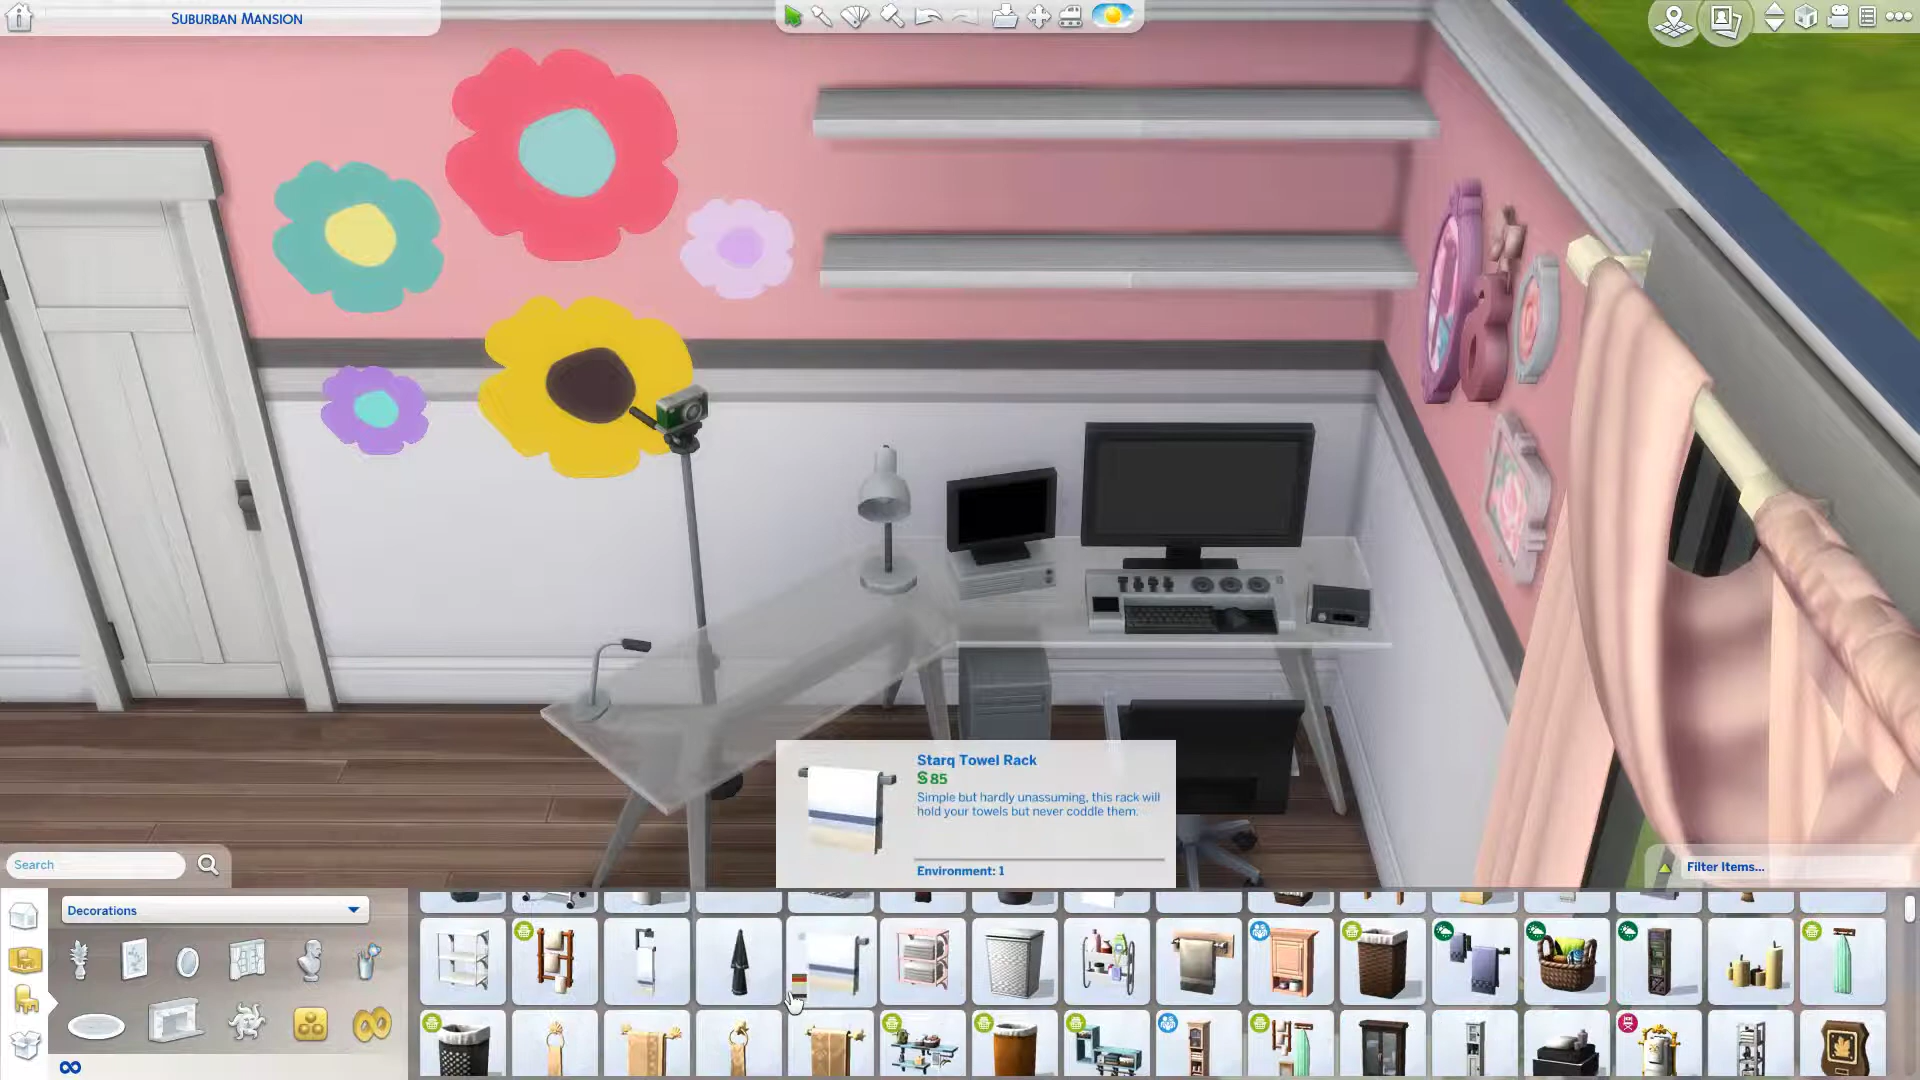 Suburban Mansion
Starq Towel Rack
§85
Simple but hardly unassuming, this rack will
hold your towels but never coddle them.
Environment: 1
Search
Filter Items...
Decorations